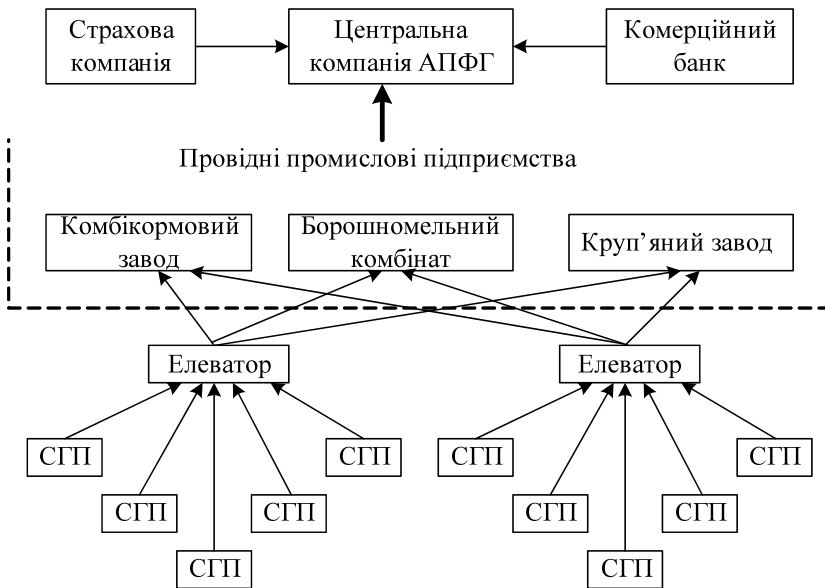 Страхова
компанія
Центральна
компанія АПФГ
Комерційний
банк
Провідні промислові підприємства
Комбікормовий
завод
Борошномельний
комбінат
Круп’яний завод
Елеватор
Елеватор
СГП
СГП
СГП
СГП
СГП
СГП
СГП
СГП
СГП
СГП